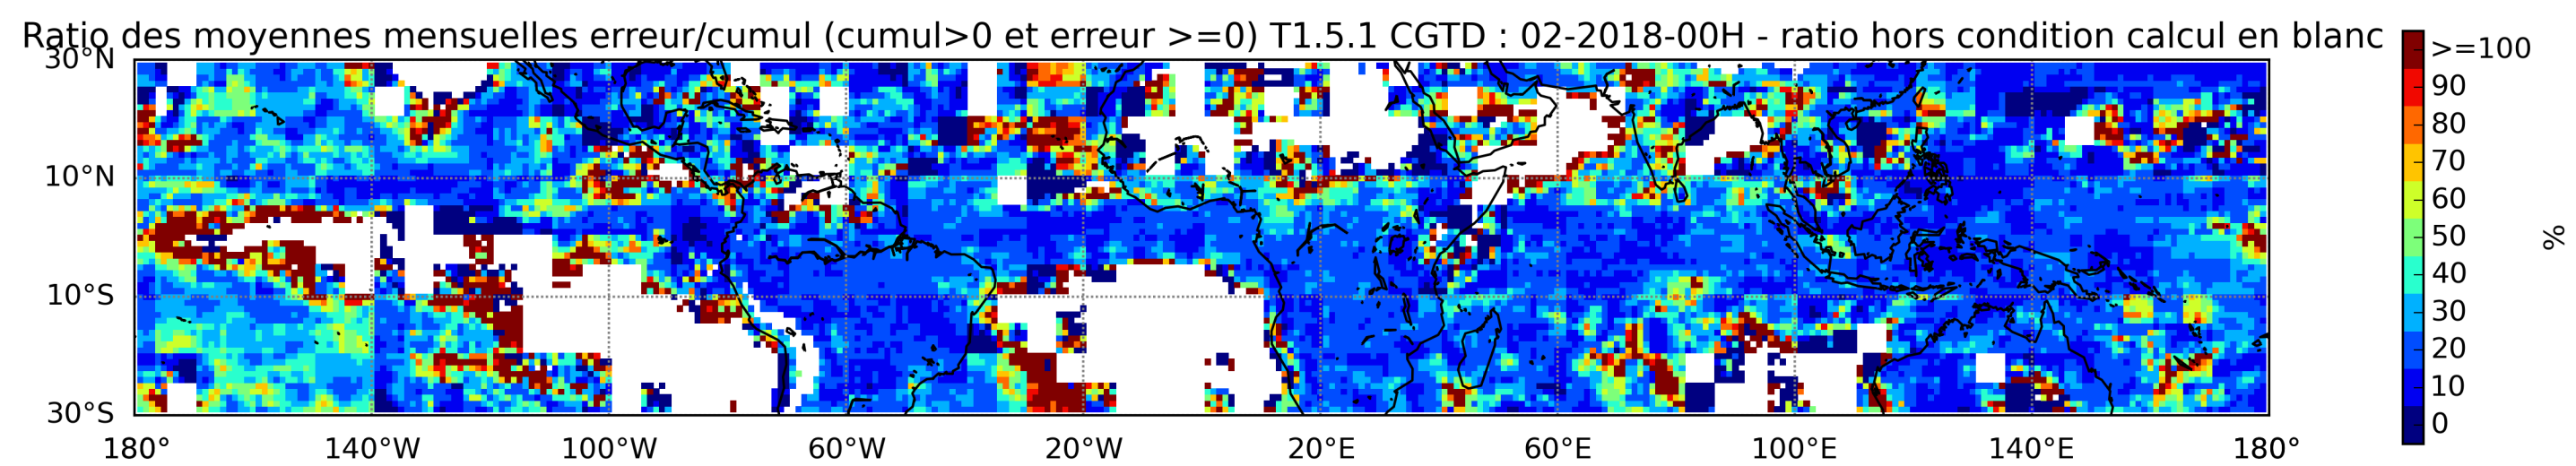 Ratio des moyennes mensuelles erreur/cumul (cumul>0 et erreur >=0) T1.5.1 CGTD : 02-2018-00H - ratio hors condition calcul en blanc
30°N
10°N
10°S
30°S
180°
140°W
100°W
60°W
20°W
20°E
60°E
100°E
140°E
180°
>=100
90
80
70
60
50
40
30
20
10
0
%